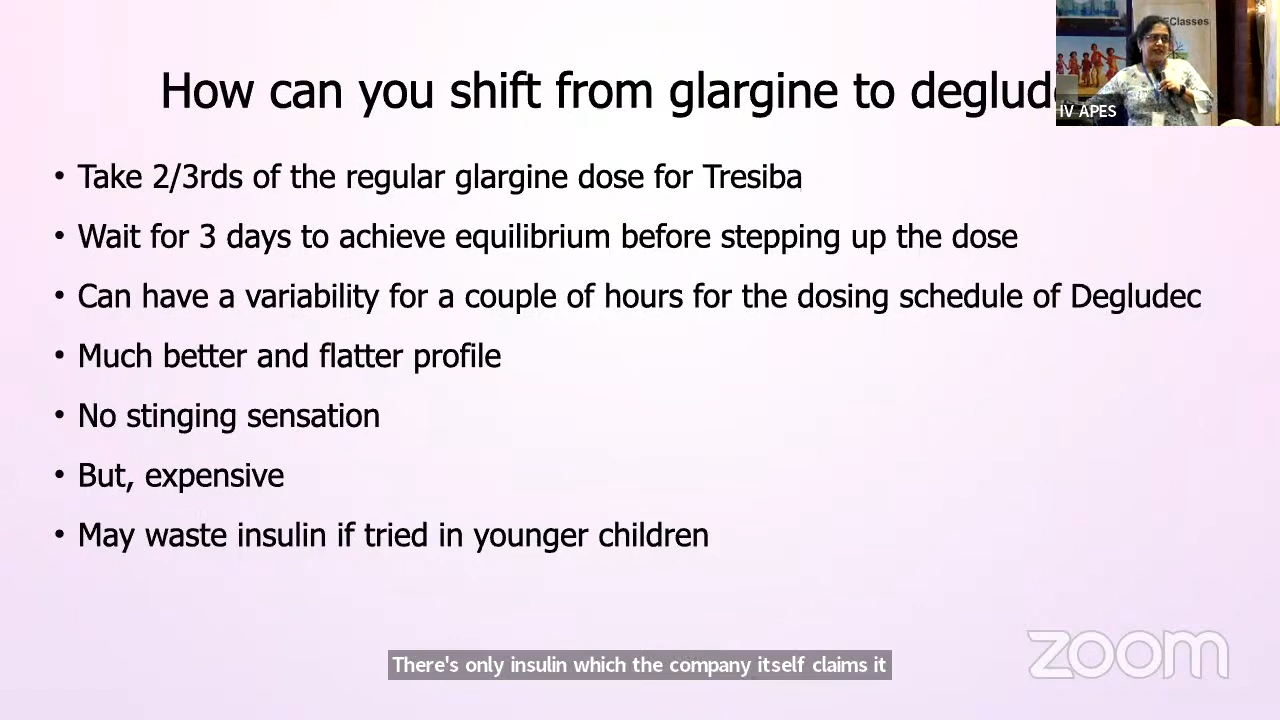 How can you shift from glargine to deglud
• Take 2/3rds of the regular glargine dose for Tresiba
• Wait for 3 days to achieve equilibrium before stepping up the dose
• Can have a variability for a couple of hours for the dosing schedule of Degludec
• Much better and flatter profile
• No stinging sensation
• But, expensive
• May waste insulin if tried in younger children
EClasses
IV APES
There's only insulin which the company itself claims it
zoom